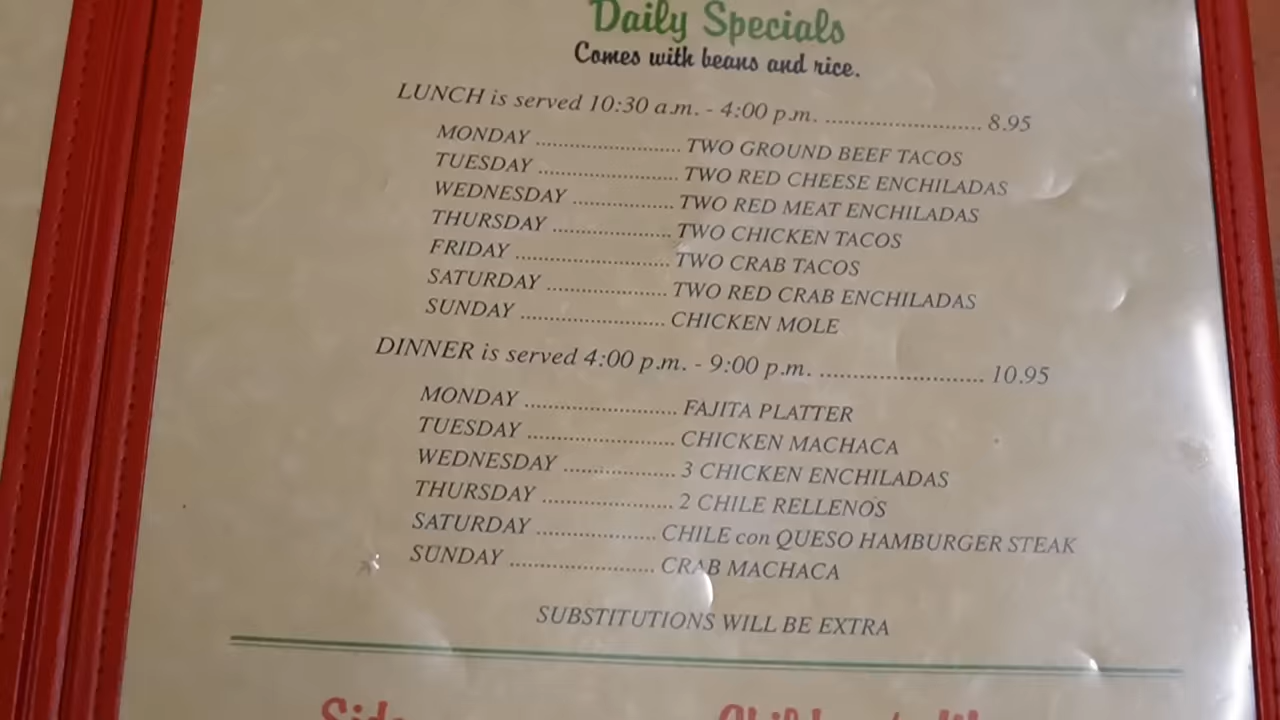 Daily Specials
Comes with beans and rice.
LUNCH is served 10:30 a.m. - 4:00 p.m. .......................... 8.95
MONDAY ........................ TWO GROUND BEEF TACOS
TUESDAY ....................... TWO RED CHEESE ENCHILADAS
WEDNESDAY ................. TWO RED MEAT ENCHILADAS
THURSDAY .................... TWO CHICKEN TACOS
FRIDAY .......................... TWO CRAB TACOS
SATURDAY .................... TWO RED CRAB ENCHILADAS
SUNDAY ........................ CHICKEN MOLE
DINNER is served 4:00 p.m. - 9:00 p.m. ........................... 10.95
MONDAY .......................... FAJITA PLATTER
TUESDAY ......................... CHICKEN MACHACA
WEDNESDAY ................... 3 CHICKEN ENCHILADAS
THURSDAY ...................... 2 CHILE RELLENOS
SATURDAY .................... CHILE con QUESO HAMBURGER STEAK
SUNDAY ........................ CRAB MACHACA
SUBSTITUTIONS WILL BE EXTRA